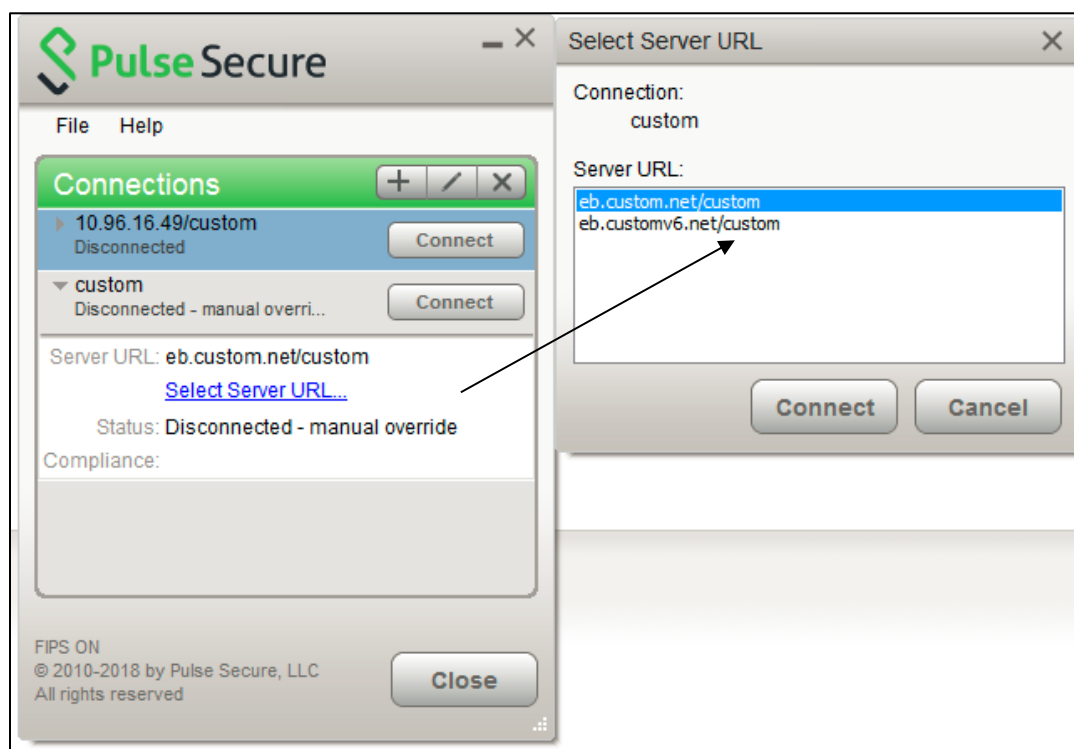 Pulse Secure
File Help
Connections
10.96.16.49/custom
Disconnected
Connect
custom
Disconnected - manual overri...
Connect
Server URL: eb.custom.net/custom
Select Server URL...
Status: Disconnected - manual override
Compliance:
FIPS ON
© 2010-2018 by Pulse Secure, LLC
All rights reserved
Close
Select Server URL
Connection:
custom
Server URL:
eb.custom.net/custom
eb.customv6.net/custom
Connect Cancel